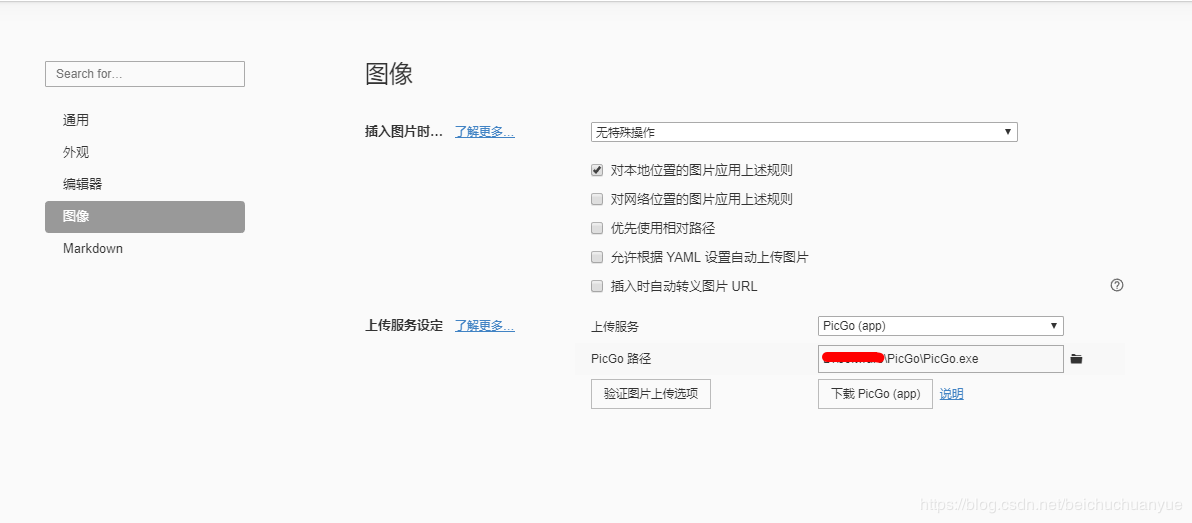 Search for...
通用
外观
编辑器
图像
Markdown
图像
插入图片时... 了解更多... 无特殊操作
对本地位置的图片应用上述规则
对网络位置的图片应用上述规则
优先使用相对路径
允许根据 YAML 设置自动上传图片
插入时自动转义图片 URL
上传服务设定 了解更多... 上传服务 PicGo (app)
PicGo 路径 \PicGo\PicGo.exe
验证图片上传选项 下载 PicGo (app) 说明
https://blog.csdn.net/beichuchuanyue